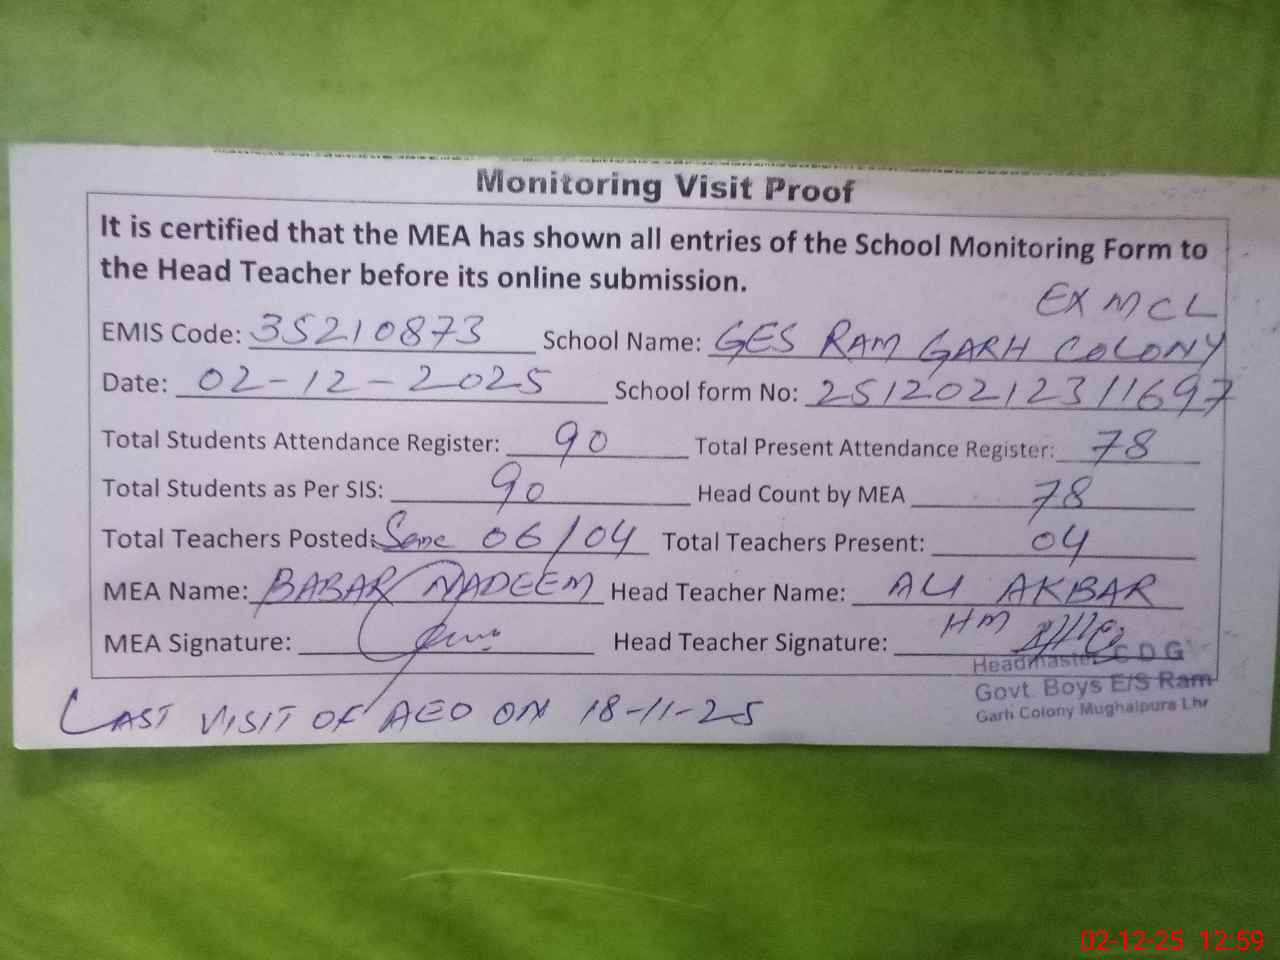 Monitoring Visit Proof
It is certified that the MEA has shown all entries of the School Monitoring Form to
the Head Teacher before its online submission.
EX MCL
EMIS Code: 35210873 School Name: GES RAM GARH COLONY
Date: 02-12-2025 School form No: 25120212311697
Total Students Attendance Register: 90 Total Present Attendance Register: 78
Total Students as Per SIS: 90 Head Count by MEA 78
Total Teachers Posted: Sane 06/04 Total Teachers Present: 04
MEA Name: BABAR NADEEM Head Teacher Name: ALI AKBAR
MEA Signature: Head Teacher Signature: HM
Headmaster C D G
Govt. Boys E/S Ram
Garh Colony Mughalpura Lhr
LAST VISIT OF AEO ON 18-11-25
02-12-25 12:59